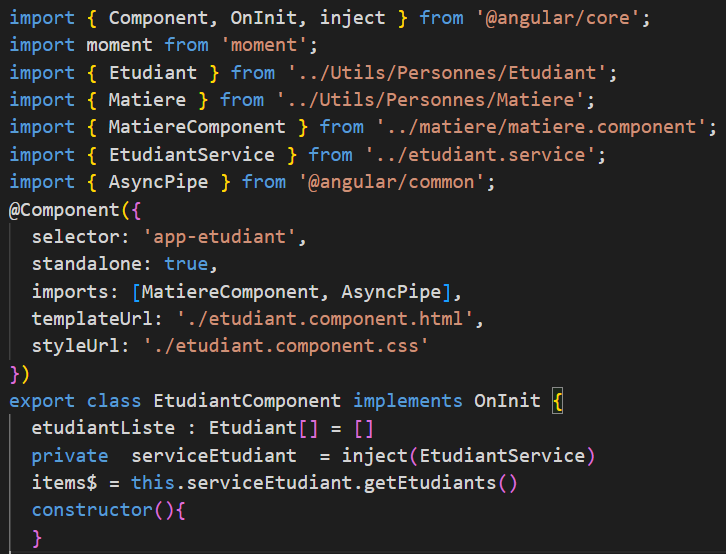 import { Component, OnInit, inject } from '@angular/core';
import moment from 'moment';
import { Etudiant } from '../Utils/Personnes/Etudiant';
import { Matiere } from '../Utils/Personnes/Matiere';
import { MatiereComponent } from '../matiere/matiere.component';
import { EtudiantService } from '../etudiant.service';
import { AsyncPipe } from '@angular/common';
@Component({
  selector: 'app-etudiant',
  standalone: true,
  imports: [MatiereComponent, AsyncPipe],
  templateUrl: './etudiant.component.html',
  styleUrl: './etudiant.component.css'
})
export class EtudiantComponent implements OnInit {
  etudiantListe : Etudiant[] = []
  private  serviceEtudiant  = inject(EtudiantService)
  items$ = this.serviceEtudiant.getEtudiants()
  constructor(){
  }